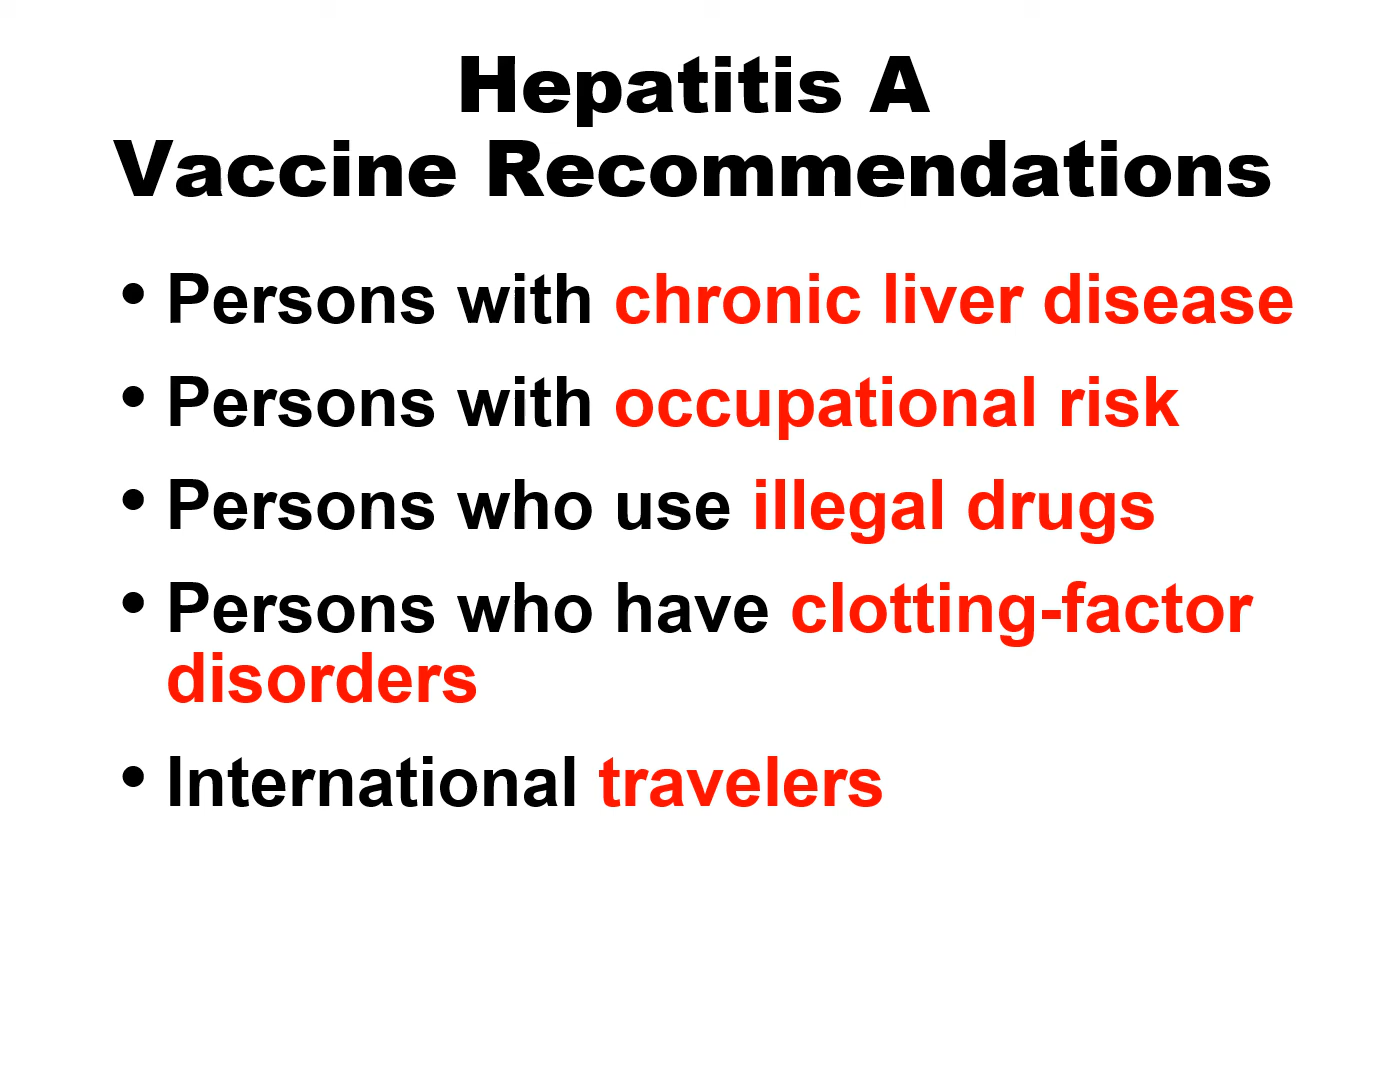 Hepatitis A
Vaccine Recommendations
• Persons with chronic liver disease
• Persons with occupational risk
• Persons who use illegal drugs
• Persons who have clotting-factor
disorders
• International travelers